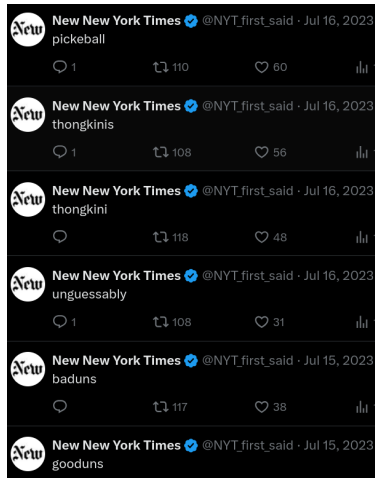 New New York Times @NYT_first_said · Jul 16, 2023
pickeball
1 110 60
New New York Times @NYT_first_said · Jul 16, 2023
thongkinis
1 108 56
New New York Times @NYT_first_said · Jul 16, 2023
thongkini
118 48
New New York Times @NYT_first_said · Jul 16, 2023
unguessably
1 108 31
New New York Times @NYT_first_said · Jul 15, 2023
baduns
117 38
New New York Times @NYT_first_said · Jul 15, 2023
gooduns